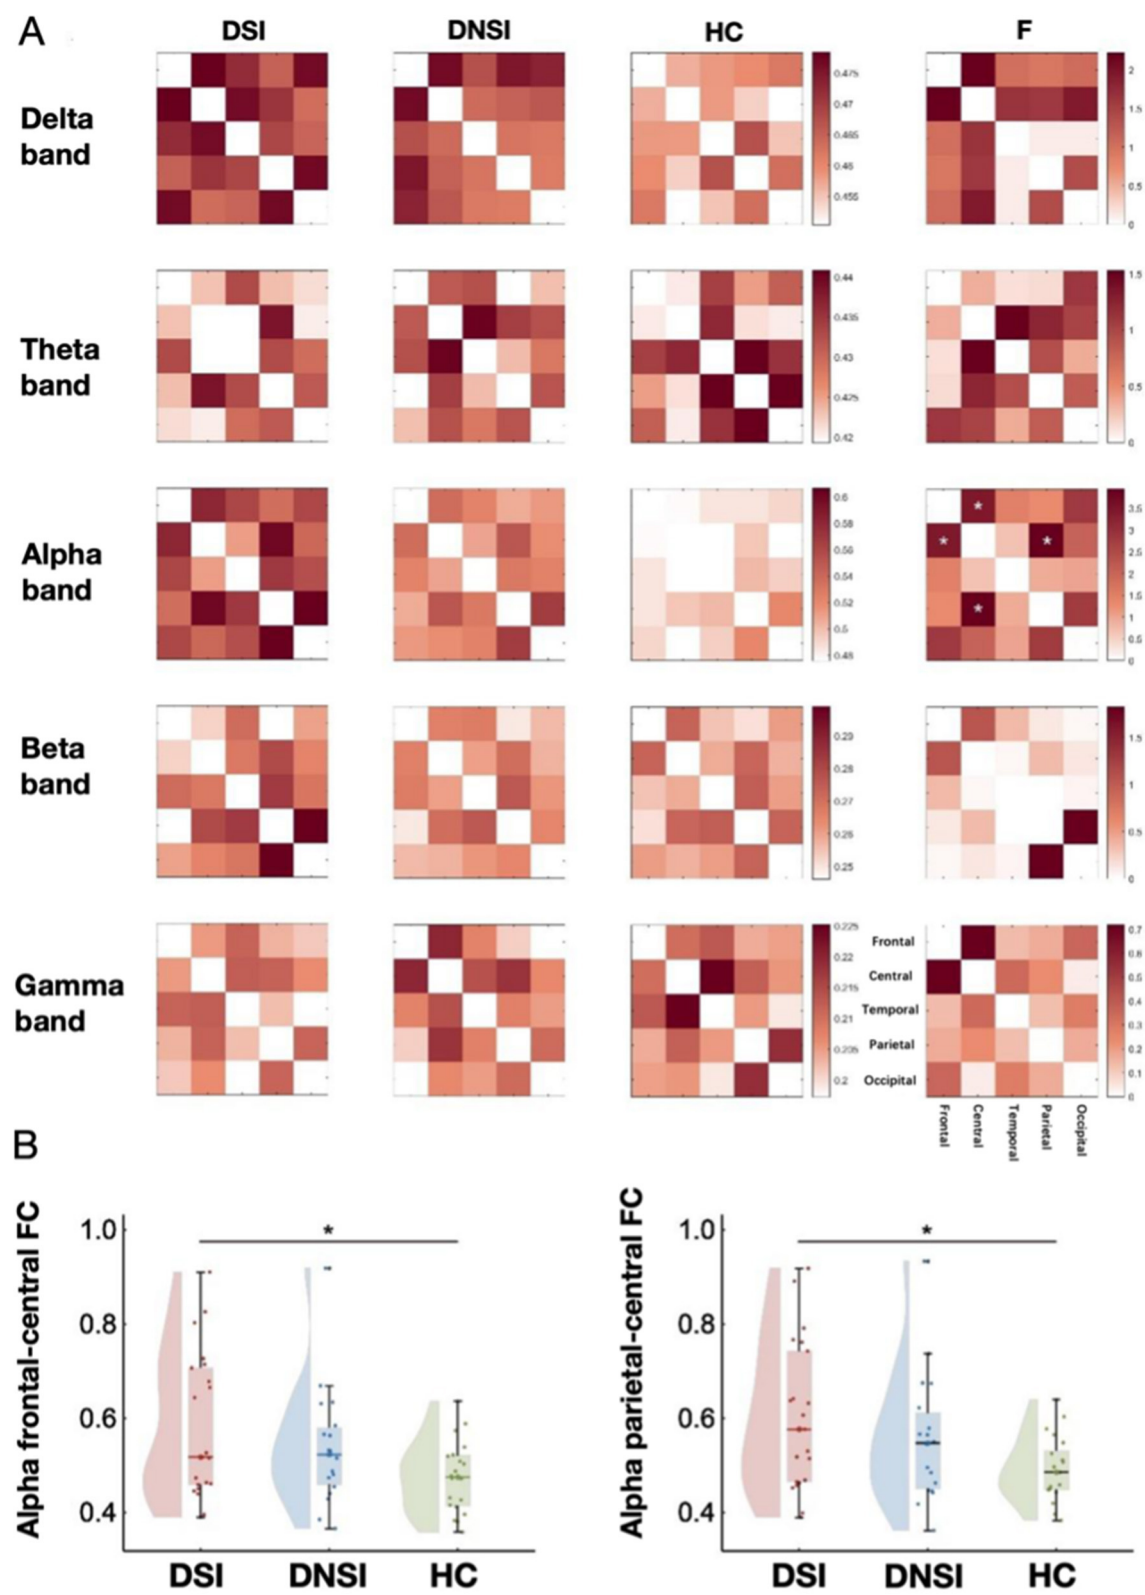 A
DSI DNSI HC F
Delta
band
0.475
0.47
0.465
0.46
0.455
2
1.5
1
0.5
0
Theta
band
0.44
0.435
0.43
0.425
0.42
1.5
1
0.5
0
Alpha
band
0.6
0.58
0.56
0.54
0.52
0.5
0.48
* * * *
3.5
3
2.5
2
1.5
1
0.5
0
Beta
band
0.29
0.28
0.27
0.26
0.25
1.5
1
0.5
0
Gamma
band
0.225
0.22
0.215
0.21
0.205
0.2
Frontal
Central
Temporal
Parietal
Occipital
0.7
0.6
0.5
0.4
0.3
0.2
0.1
0
Frontal Central Temporal Parietal Occipital
B
Alpha frontal-central FC
1.0
0.8
0.6
0.4
*
DSI DNSI HC
Alpha parietal-central FC
1.0
0.8
0.6
0.4
*
DSI DNSI HC